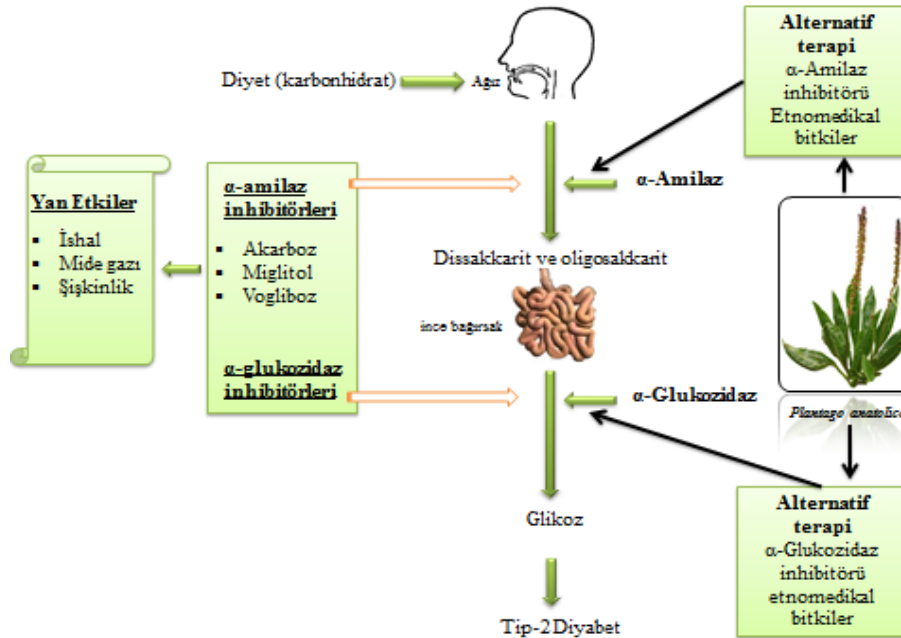 Diyet (karbonhidrat)
Ağız
Alternatif
terapi
α-Amilaz
inhibitörü
Etnomedikal
bitkiler
Yan Etkiler
▪ İshal
▪ Mide gazı
▪ Şişkinlik
α-amilaz
inhibitörleri
▪ Akarboz
▪ Miglitol
▪ Vogliboz
α-glukozidaz
inhibitörleri
α-Amilaz
Dissakkarit ve oligosakkarit
ince bağırsak
α-Glukozidaz
Plantago anatolica
Glikoz
Tip-2 Diyabet
Alternatif
terapi
α-Glukozidaz
inhibitörü
etnomedikal
bitkiler